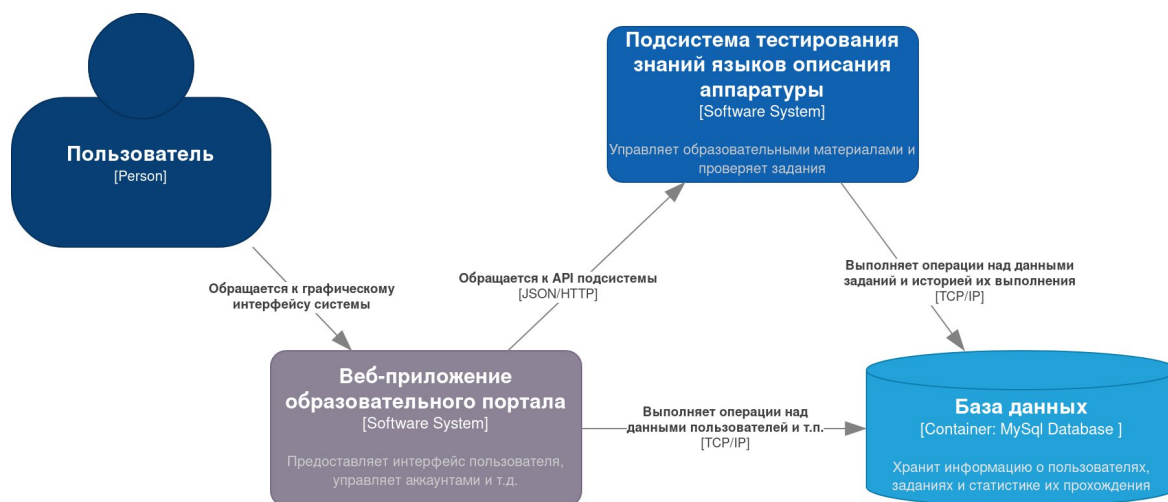 Пользователь
[Person]
Подсистема тестирования
знаний языков описания
аппаратуры
[Software System]
Управляет образовательными материалами и
проверяет задания
Обращается к графическому
интерфейсу системы
Обращается к API подсистемы
[JSON/HTTP]
Выполняет операции над данными
заданий и историей их выполнения
[TCP/IP]
Веб-приложение
образовательного портала
[Software System]
Предоставляет интерфейс пользователя,
управляет аккаунтами и т.д.
Выполняет операции над
данными пользователей и т.п.
[TCP/IP]
База данных
[Container: MySql Database ]
Хранит информацию о пользователях,
заданиях и статистике их прохождения